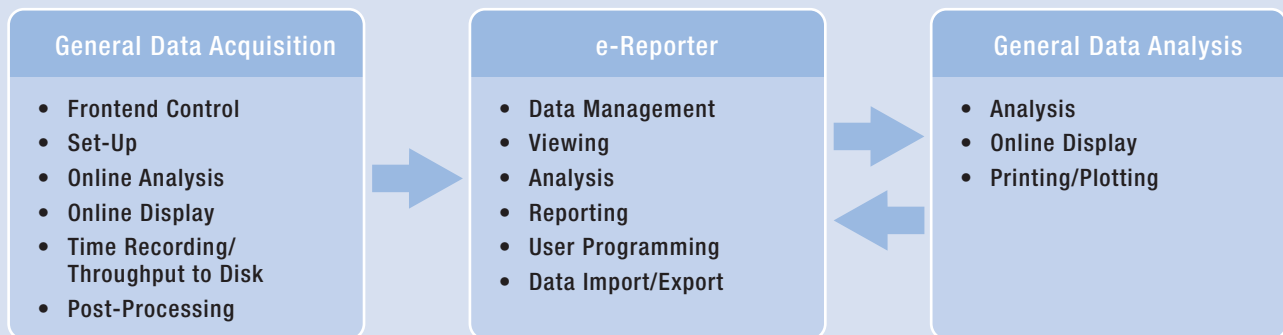 General Data Acquisition
• Frontend Control
• Set-Up
• Online Analysis
• Online Display
• Time Recording/
Throughput to Disk
• Post-Processing
e-Reporter
• Data Management
• Viewing
• Analysis
• Reporting
• User Programming
• Data Import/Export
General Data Analysis
• Analysis
• Online Display
• Printing/Plotting